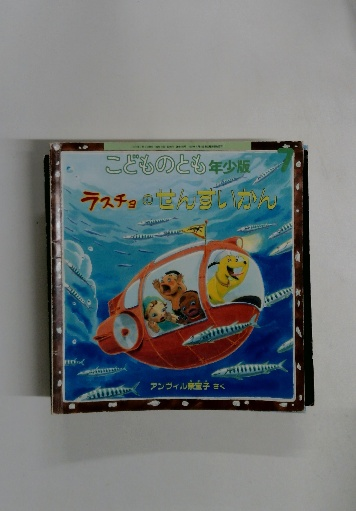 こどものとも 年少版 7
ラスチョのせんすいかん
アンヴィル奈宝子 さく